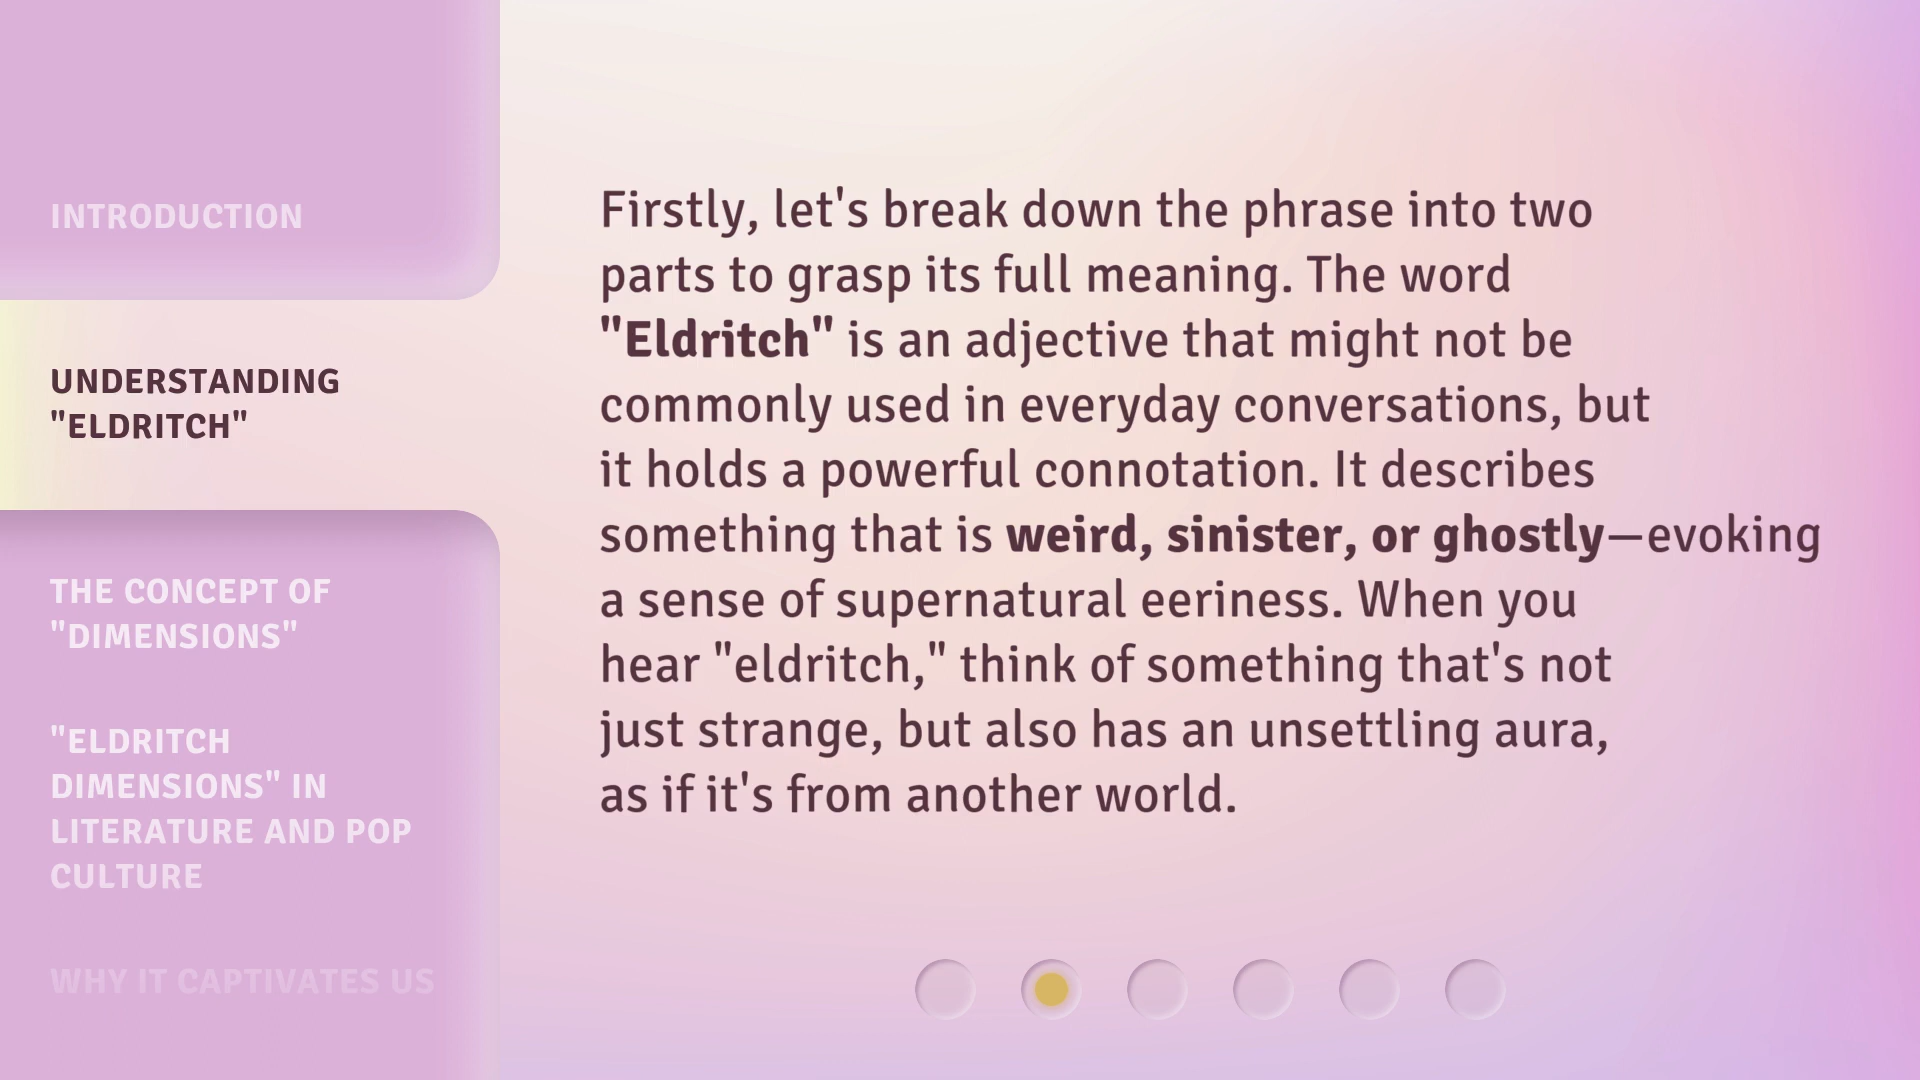 INTRODUCTION
UNDERSTANDING
"ELDRITCH"
THE CONCEPT OF
"DIMENSIONS"
"ELDRITCH
DIMENSIONS" IN
LITERATURE AND POP
CULTURE
WHY IT CAPTIVATES US
Firstly, let's break down the phrase into two
parts to grasp its full meaning. The word
"Eldritch" is an adjective that might not be
commonly used in everyday conversations, but
it holds a powerful connotation. It describes
something that is weird, sinister, or ghostly—evoking
a sense of supernatural eeriness. When you
hear "eldritch," think of something that's not
just strange, but also has an unsettling aura,
as if it's from another world.